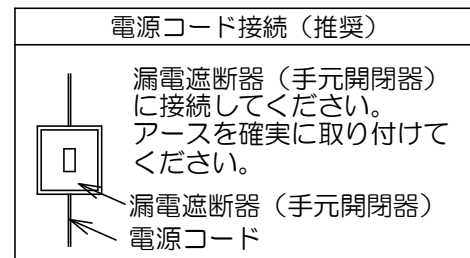 電源コード接続（推奨）
漏電遮断器（手元開閉器）
に接続してください。
アースを確実に取り付けて
ください。
漏電遮断器（手元開閉器）
電源コード